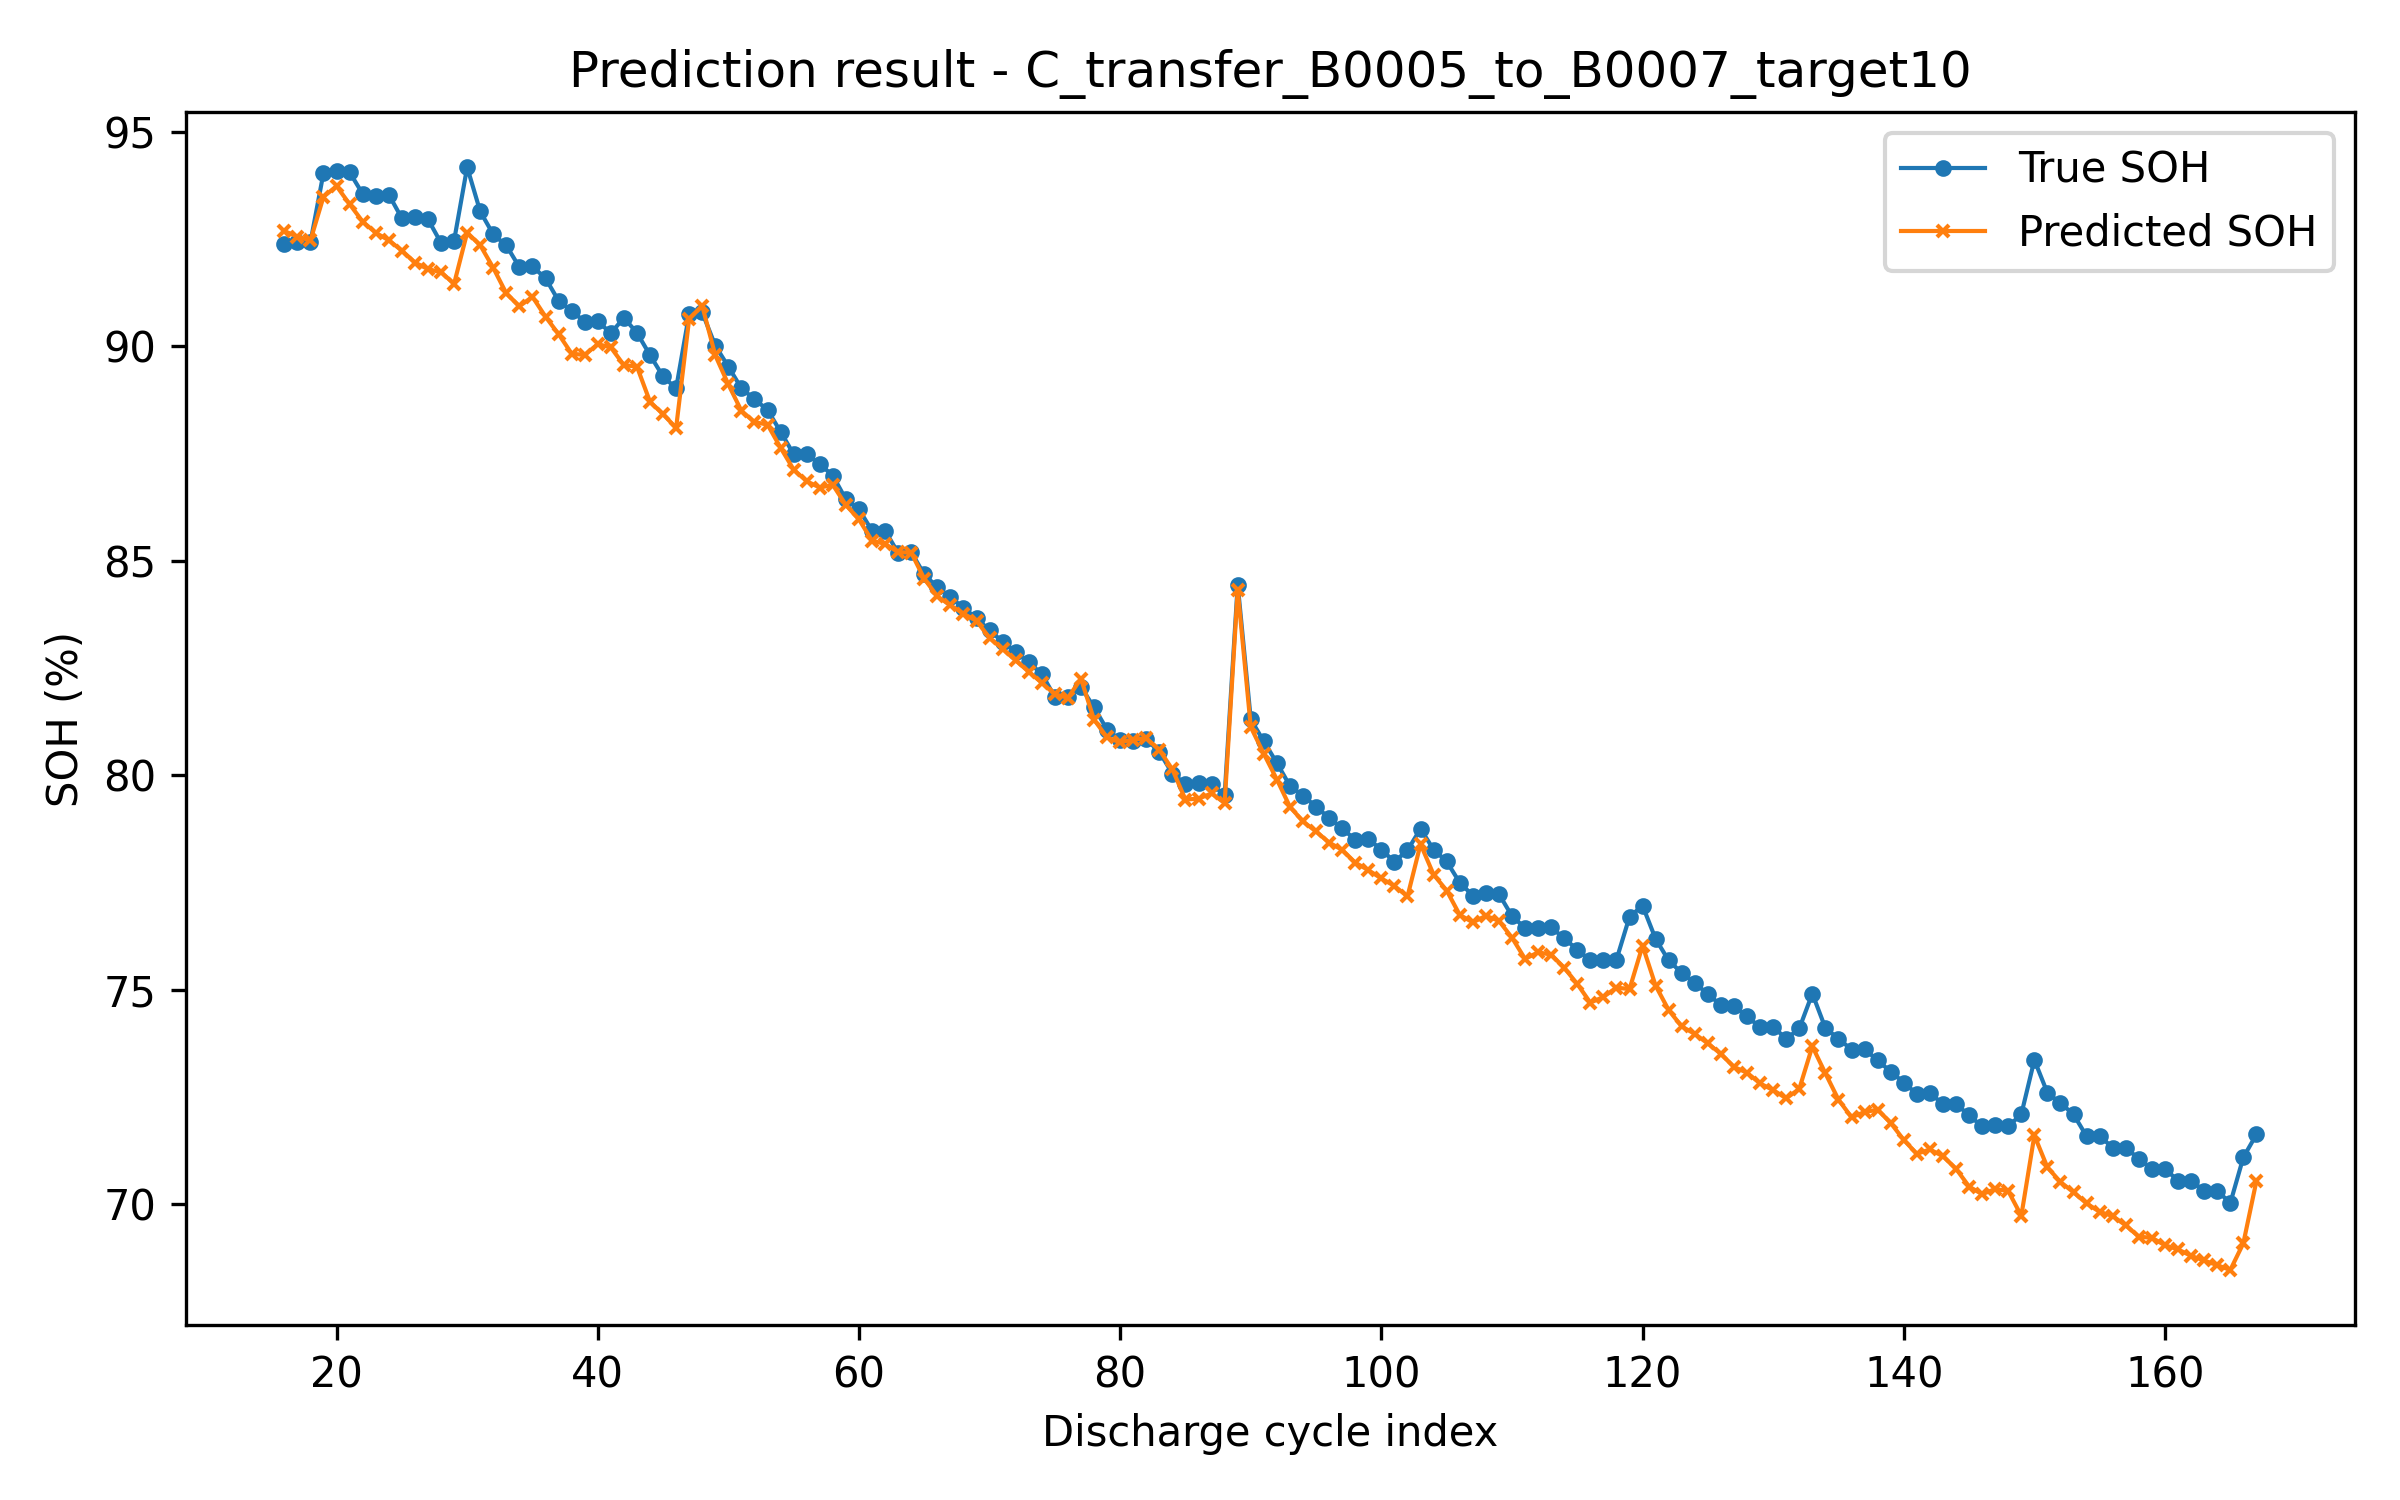 Prediction result - C_transfer_B0005_to_B0007_target10
True SOH
Predicted SOH
95
90
85
80
75
70
SOH (%)
20 40 60 80 100 120 140 160
Discharge cycle index